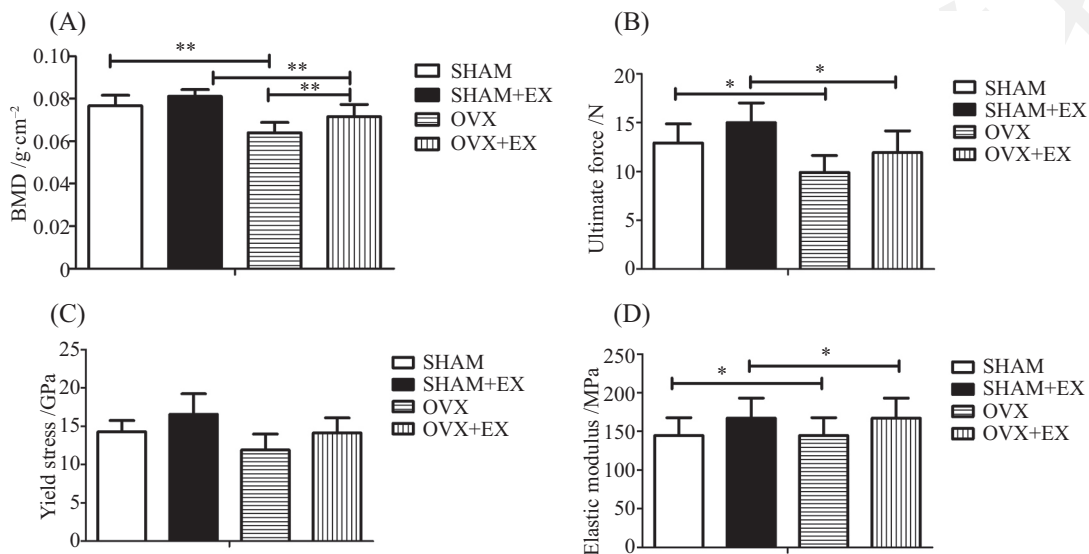 (A)
** 
**
**
0.10
0.08
0.06
0.04
0.02
0
BMD /g·cm⁻²
SHAM
SHAM+EX
OVX
OVX+EX
(B)
*
*
20
15
10
5
0
Ultimate force /N
SHAM
SHAM+EX
OVX
OVX+EX
(C)
25
20
15
10
5
0
Yield stress /GPa
SHAM
SHAM+EX
OVX
OVX+EX
(D)
*
*
250
200
150
100
50
0
Elastic modulus /MPa
SHAM
SHAM+EX
OVX
OVX+EX